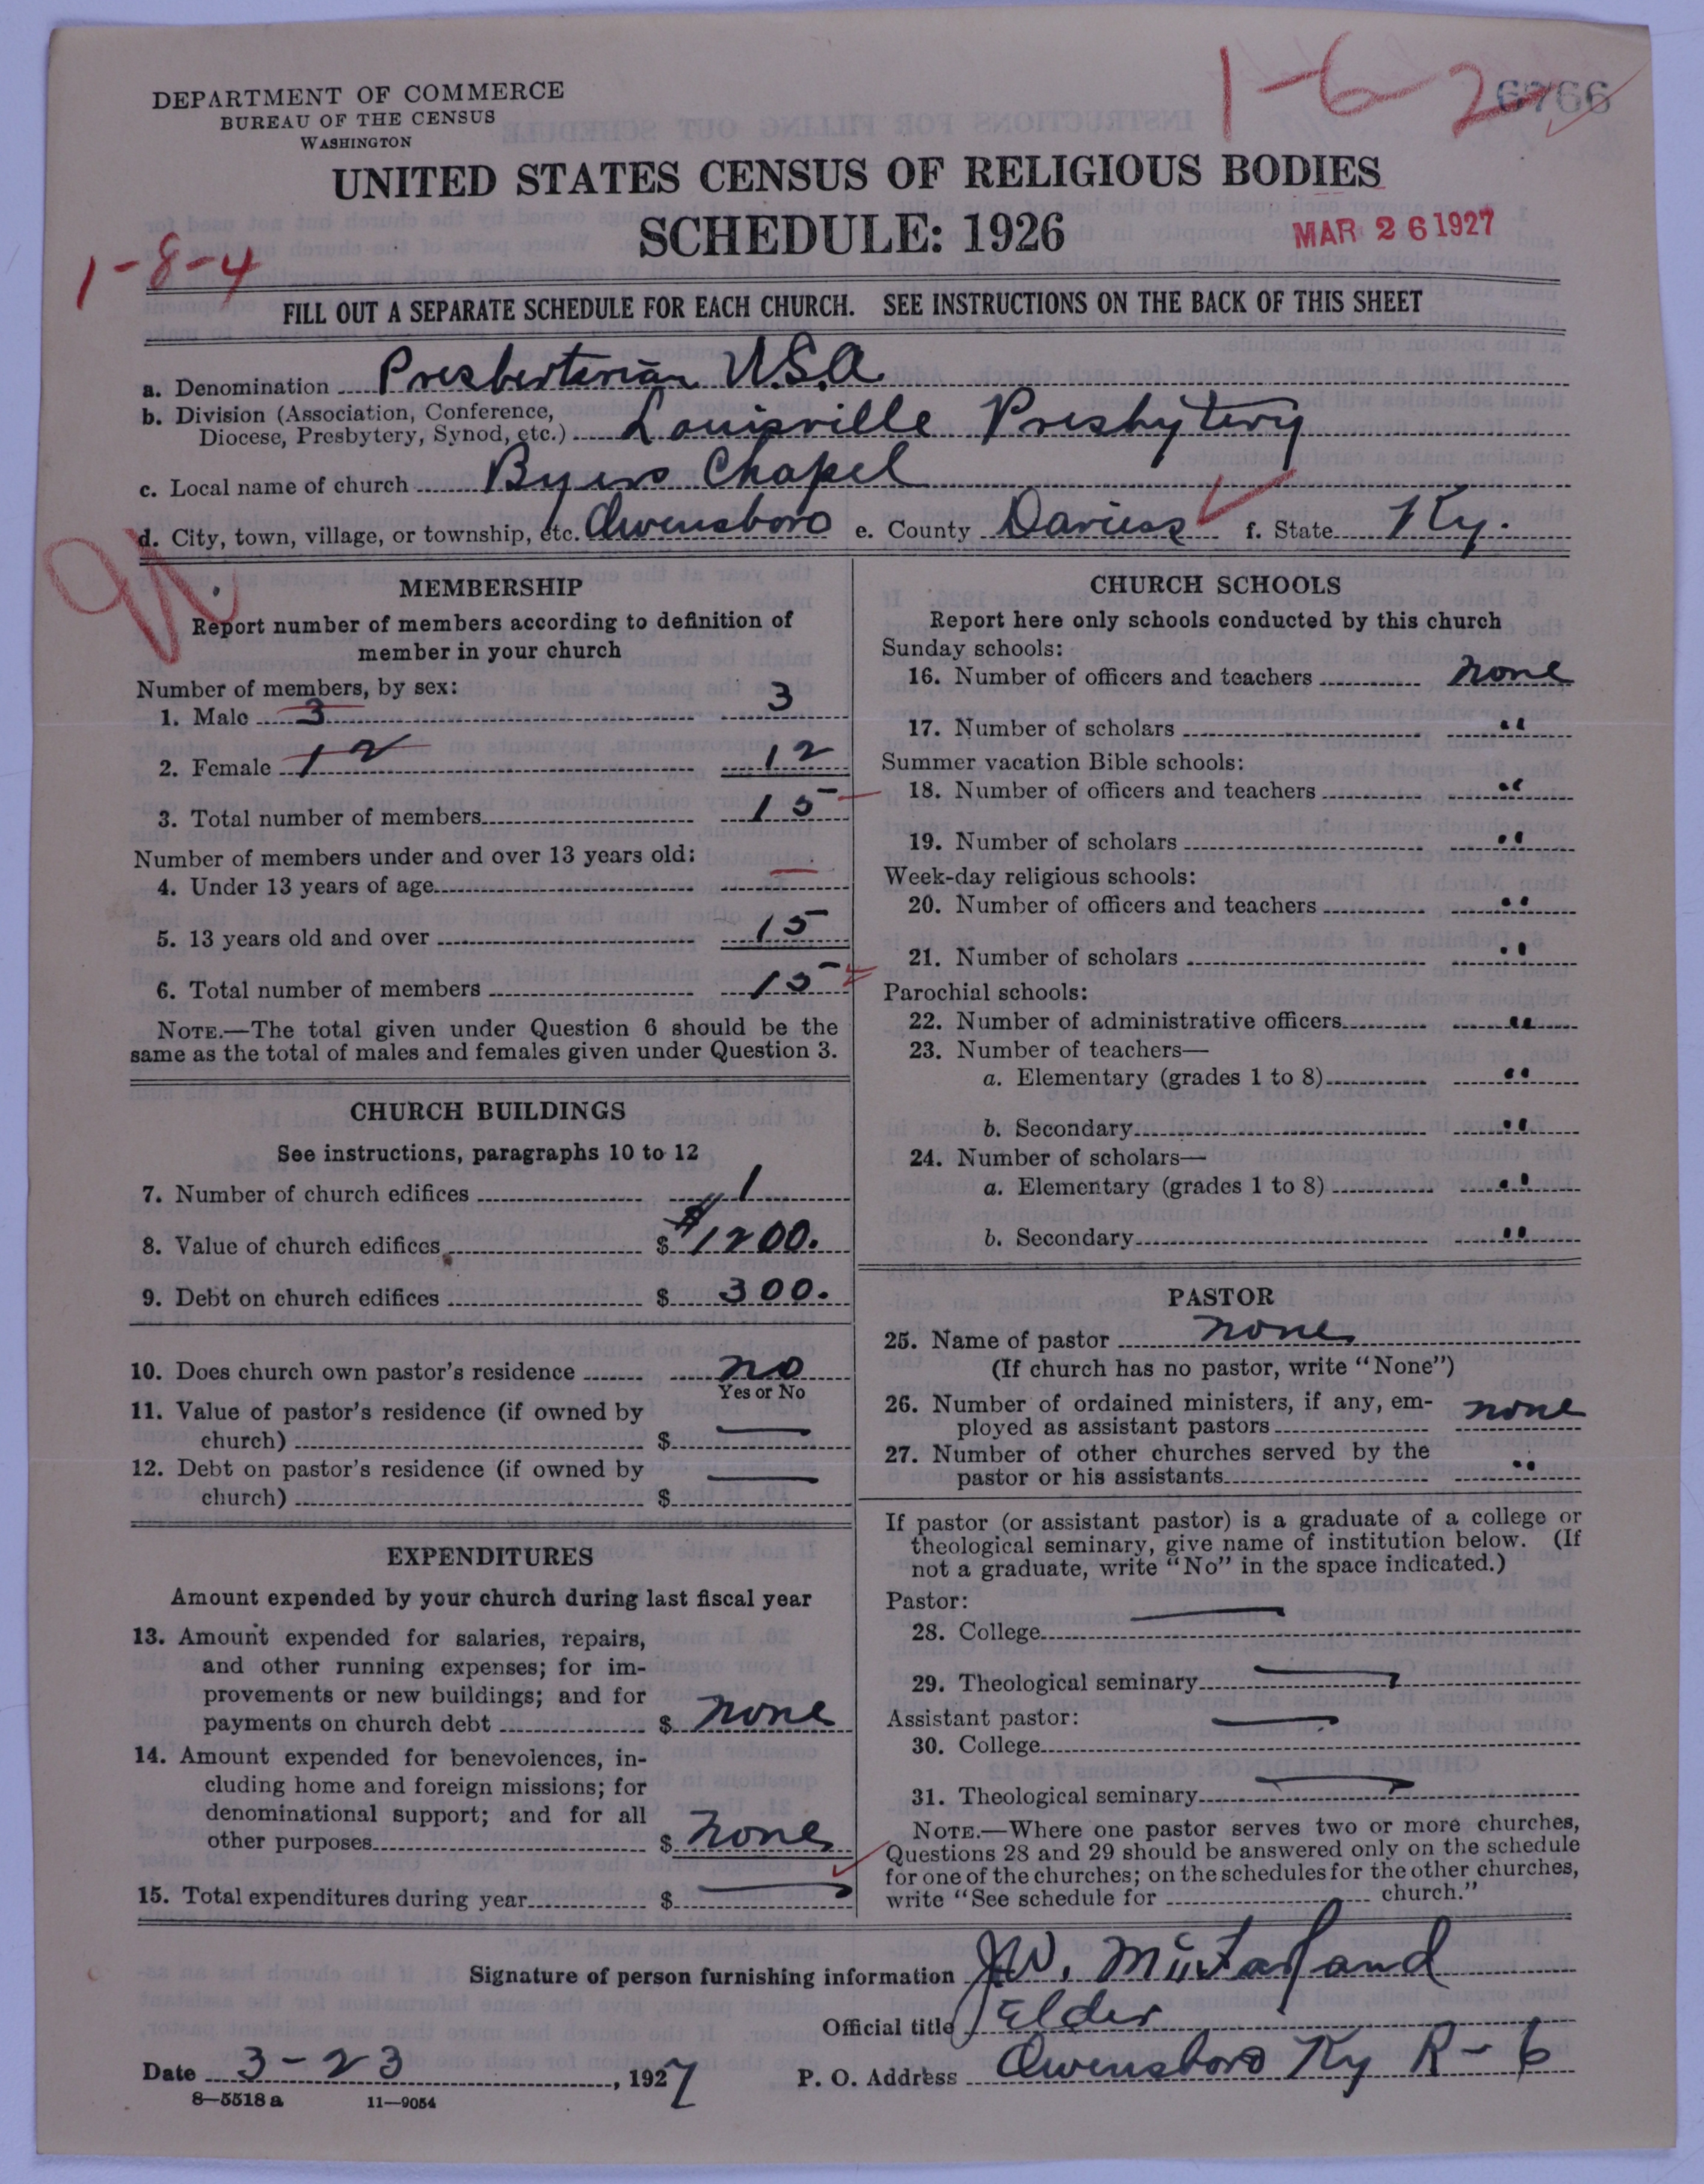 1-6-2
6766
DEPARTMENT OF COMMERCE
BUREAU OF THE CENSUS
WASHINGTON
UNITED STATES CENSUS OF RELIGIOUS BODIES
SCHEDULE: 1926
MAR 26 1927
1-8-4
FILL OUT A SEPARATE SCHEDULE FOR EACH CHURCH. SEE INSTRUCTIONS ON THE BACK OF THIS SHEET
a. Denomination Presbyterian U.S.A
b. Division (Association, Conference,
Diocese, Presbytery, Synod, etc.) Louisville Presbytery
c. Local name of church Byers Chapel
d. City, town, village, or township, etc. Owensboro e. County Daviess f. State Ky.
MEMBERSHIP
Report number of members according to definition of
member in your church
Number of members, by sex:
1. Male 3 3
2. Female 12 12
3. Total number of members 15
Number of members under and over 13 years old:
4. Under 13 years of age
5. 13 years old and over 15
6. Total number of members 15
NOTE.—The total given under Question 6 should be the
same as the total of males and females given under Question 3.
CHURCH BUILDINGS
See instructions, paragraphs 10 to 12
7. Number of church edifices 1
8. Value of church edifices $ $1200.
9. Debt on church edifices $ 300.
10. Does church own pastor's residence no
Yes or No
11. Value of pastor's residence (if owned by
church) $ —
12. Debt on pastor's residence (if owned by
church) $ —
EXPENDITURES
Amount expended by your church during last fiscal year
13. Amount expended for salaries, repairs,
and other running expenses; for im-
provements or new buildings; and for
payments on church debt $ none
14. Amount expended for benevolences, in-
cluding home and foreign missions; for
denominational support; and for all
other purposes $ none
15. Total expenditures during year $ —
CHURCH SCHOOLS
Report here only schools conducted by this church
Sunday schools:
16. Number of officers and teachers none
17. Number of scholars "
Summer vacation Bible schools:
18. Number of officers and teachers "
19. Number of scholars "
Week-day religious schools:
20. Number of officers and teachers "
21. Number of scholars "
Parochial schools:
22. Number of administrative officers "
23. Number of teachers—
a. Elementary (grades 1 to 8) "
b. Secondary "
24. Number of scholars—
a. Elementary (grades 1 to 8) "
b. Secondary "
PASTOR
25. Name of pastor none
(If church has no pastor, write "None")
26. Number of ordained ministers, if any, em-
ployed as assistant pastors none
27. Number of other churches served by the
pastor or his assistants "
If pastor (or assistant pastor) is a graduate of a college or
theological seminary, give name of institution below. (If
not a graduate, write "No" in the space indicated.)
Pastor:
28. College —
29. Theological seminary —
Assistant pastor:
30. College —
31. Theological seminary —
NOTE.—Where one pastor serves two or more churches,
Questions 28 and 29 should be answered only on the schedule
for one of the churches; on the schedules for the other churches,
write "See schedule for church."
Signature of person furnishing information J.W.
Official title Elder
Date 3-23, 1927 P. O. Address Owensboro Ky R-6
8—5518 a 11—9054